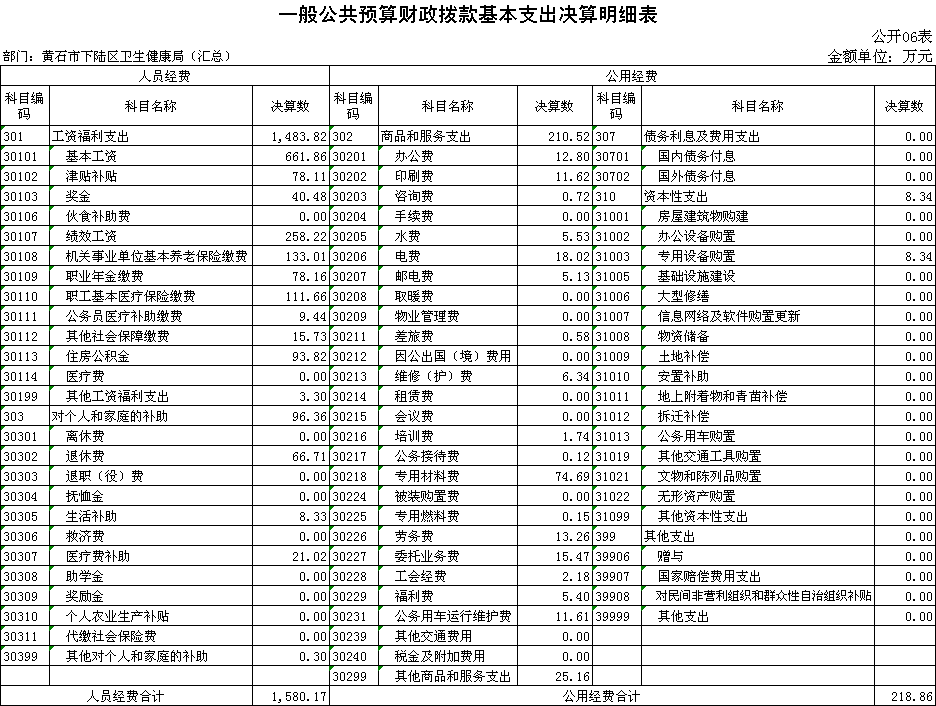 一般公共预算财政拨款基本支出决算明细表
公开06表
部门：黄石市下陆区卫生健康局（汇总） 金额单位：万元
人员经费 公用经费
科目编码 科目名称 决算数 科目编码 科目名称 决算数 科目编码 科目名称 决算数
301 工资福利支出 1,483.82 302 商品和服务支出 210.52 307 债务利息及费用支出 0.00
30101 基本工资 661.86 30201 办公费 12.80 30701 国内债务付息 0.00
30102 津贴补贴 78.11 30202 印刷费 11.62 30702 国外债务付息 0.00
30103 奖金 40.48 30203 咨询费 0.72 310 资本性支出 8.34
30106 伙食补助费 0.00 30204 手续费 0.00 31001 房屋建筑物购建 0.00
30107 绩效工资 258.22 30205 水费 5.53 31002 办公设备购置 0.00
30108 机关事业单位基本养老保险缴费 133.01 30206 电费 18.02 31003 专用设备购置 8.34
30109 职业年金缴费 78.16 30207 邮电费 5.13 31005 基础设施建设 0.00
30110 职工基本医疗保险缴费 111.66 30208 取暖费 0.00 31006 大型修缮 0.00
30111 公务员医疗补助缴费 9.44 30209 物业管理费 0.00 31007 信息网络及软件购置更新 0.00
30112 其他社会保障缴费 15.73 30211 差旅费 0.58 31008 物资储备 0.00
30113 住房公积金 93.82 30212 因公出国（境）费用 0.00 31009 土地补偿 0.00
30114 医疗费 0.00 30213 维修（护）费 6.34 31010 安置补助 0.00
30199 其他工资福利支出 3.30 30214 租赁费 0.00 31011 地上附着物和青苗补偿 0.00
303 对个人和家庭的补助 96.36 30215 会议费 0.00 31012 拆迁补偿 0.00
30301 离休费 0.00 30216 培训费 1.74 31013 公务用车购置 0.00
30302 退休费 66.71 30217 公务接待费 0.12 31019 其他交通工具购置 0.00
30303 退职（役）费 0.00 30218 专用材料费 74.69 31021 文物和陈列品购置 0.00
30304 抚恤金 0.00 30224 被装购置费 0.00 31022 无形资产购置 0.00
30305 生活补助 8.33 30225 专用燃料费 0.15 31099 其他资本性支出 0.00
30306 救济费 0.00 30226 劳务费 13.26 399 其他支出 0.00
30307 医疗费补助 21.02 30227 委托业务费 15.47 39906 赠与 0.00
30308 助学金 0.00 30228 工会经费 2.18 39907 国家赔偿费用支出 0.00
30309 奖励金 0.00 30229 福利费 5.40 39908 对民间非营利组织和群众性自治组织补贴 0.00
30310 个人农业生产补贴 0.00 30231 公务用车运行维护费 11.61 39999 其他支出 0.00
30311 代缴社会保险费 0.00 30239 其他交通费用 0.00
30399 其他对个人和家庭的补助 0.30 30240 税金及附加费用 0.00
30299 其他商品和服务支出 25.16
人员经费合计 1,580.17 公用经费合计 218.86